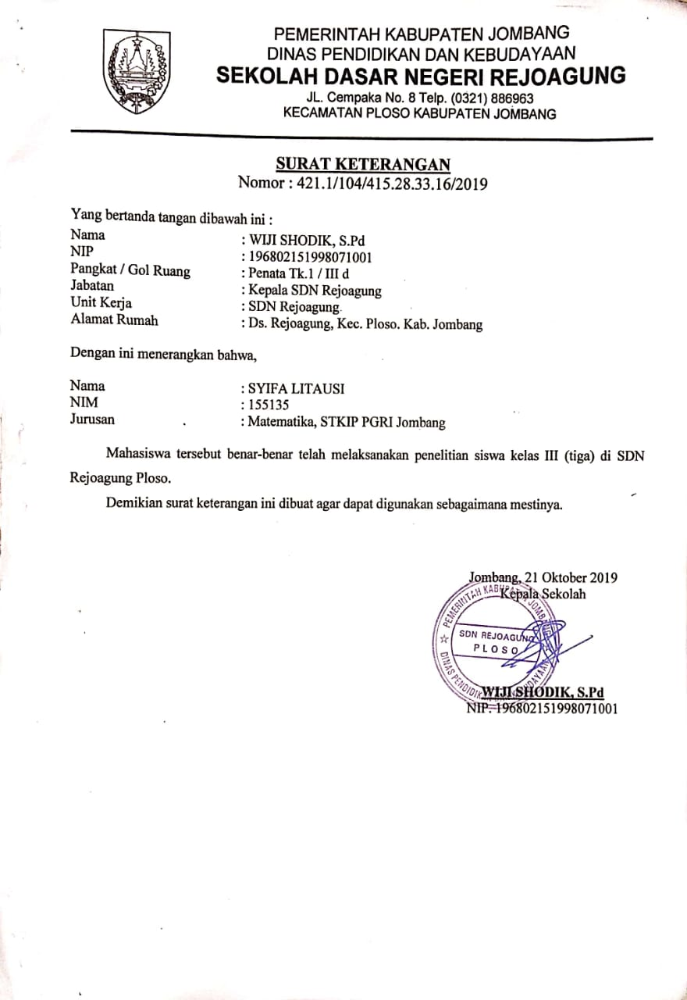 PEMERINTAH KABUPATEN JOMBANG
DINAS PENDIDIKAN DAN KEBUDAYAAN
SEKOLAH DASAR NEGERI REJOAGUNG
JL. Cempaka No. 8 Telp. (0321) 886963
KECAMATAN PLOSO KABUPATEN JOMBANG
SURAT KETERANGAN
Nomor : 421.1/104/415.28.33.16/2019
Yang bertanda tangan dibawah ini :
Nama : WIJI SHODIK, S.Pd
NIP : 196802151998071001
Pangkat / Gol Ruang : Penata Tk.1 / III d
Jabatan : Kepala SDN Rejoagung
Unit Kerja : SDN Rejoagung
Alamat Rumah : Ds. Rejoagung, Kec. Ploso. Kab. Jombang
Dengan ini menerangkan bahwa,
Nama : SYIFA LITAUSI
NIM : 155135
Jurusan : Matematika, STKIP PGRI Jombang
Mahasiswa tersebut benar-benar telah melaksanakan penelitian siswa kelas III (tiga) di SDN
Rejoagung Ploso.
Demikian surat keterangan ini dibuat agar dapat digunakan sebagaimana mestinya.
Jombang, 21 Oktober 2019
Kepala Sekolah
PEMERINTAH KABUPATEN JOMBANG
SDN REJOAGUNG
PLOSO
DINAS PENDIDIKAN DAN KEBUDAYAAN
WIJI SHODIK, S.Pd
NIP. 196802151998071001